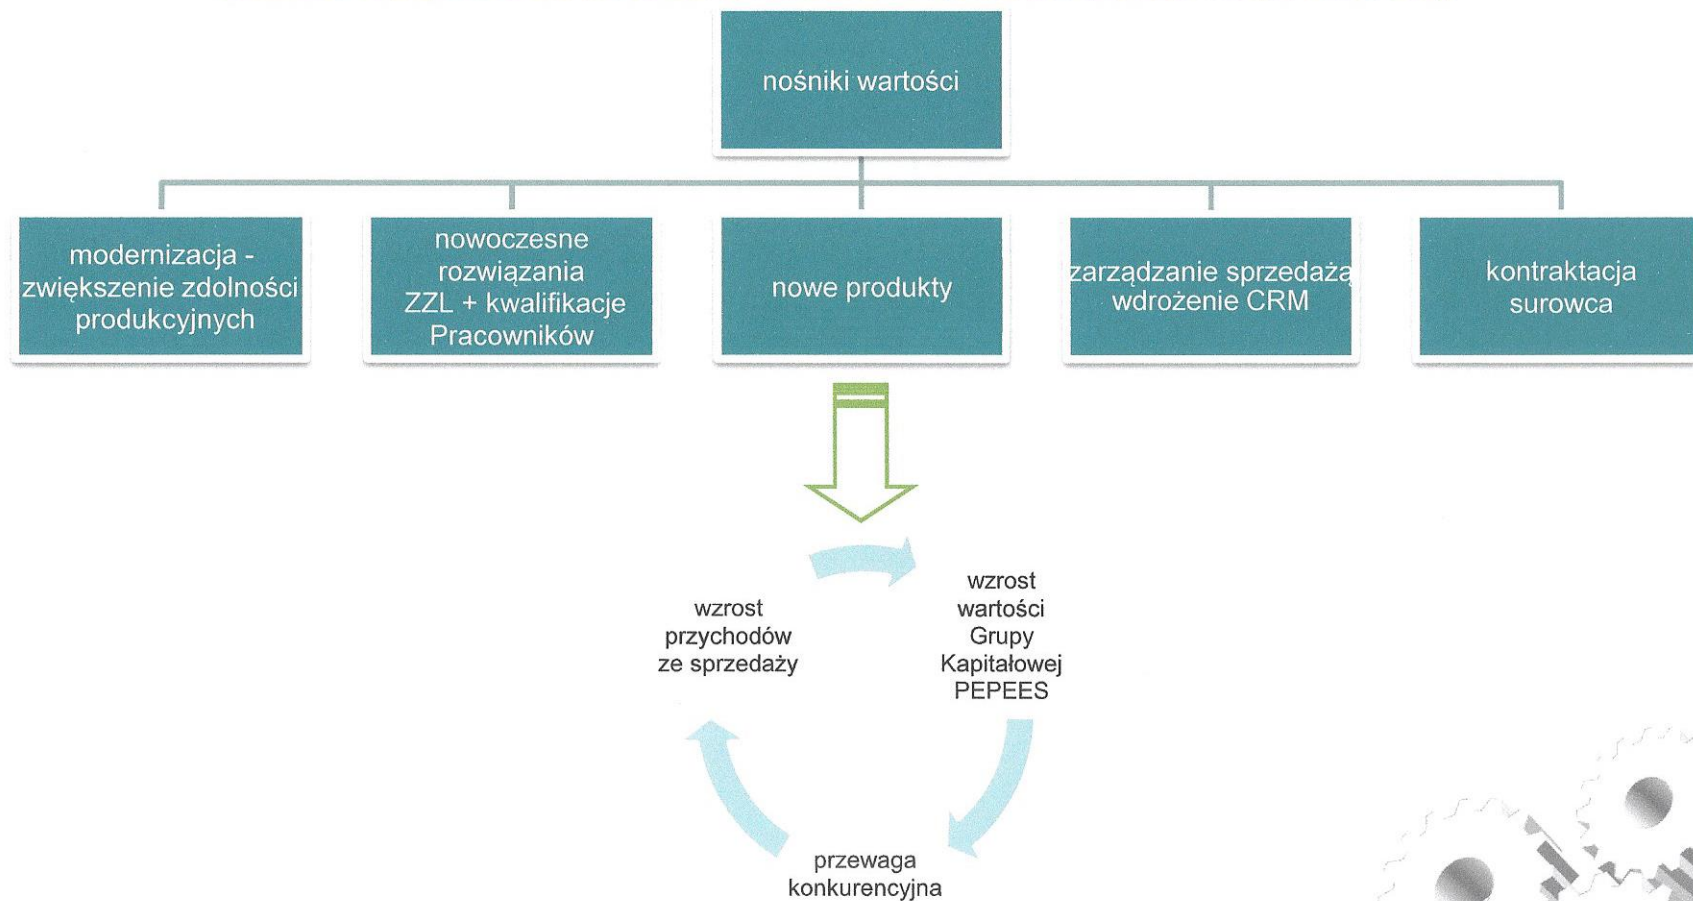 nośniki wartości
modernizacja -
zwiększenie zdolności
produkcyjnych
nowoczesne
rozwiązania
ZZL + kwalifikacje
Pracowników
nowe produkty
zarządzanie sprzedażą
wdrożenie CRM
kontraktacja
surowca
wzrost
przychodów
ze sprzedaży
wzrost
wartości
Grupy
Kapitałowej
PEPEES
przewaga
konkurencyjna